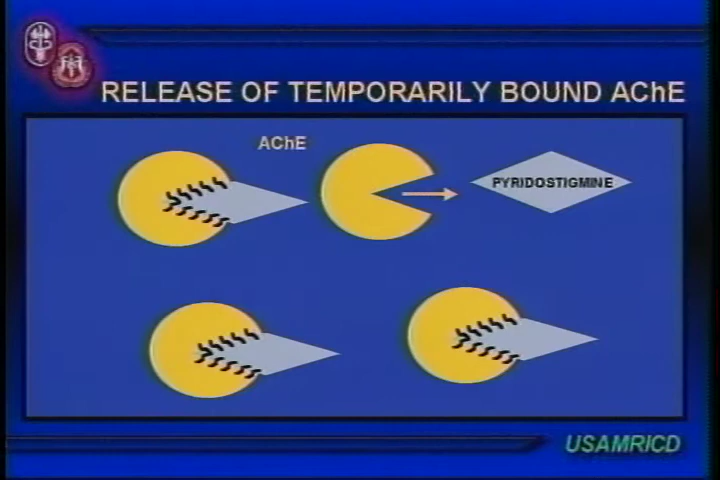 RELEASE OF TEMPORARILY BOUND AChE
AChE
PYRIDOSTIGMINE
USAMRICD